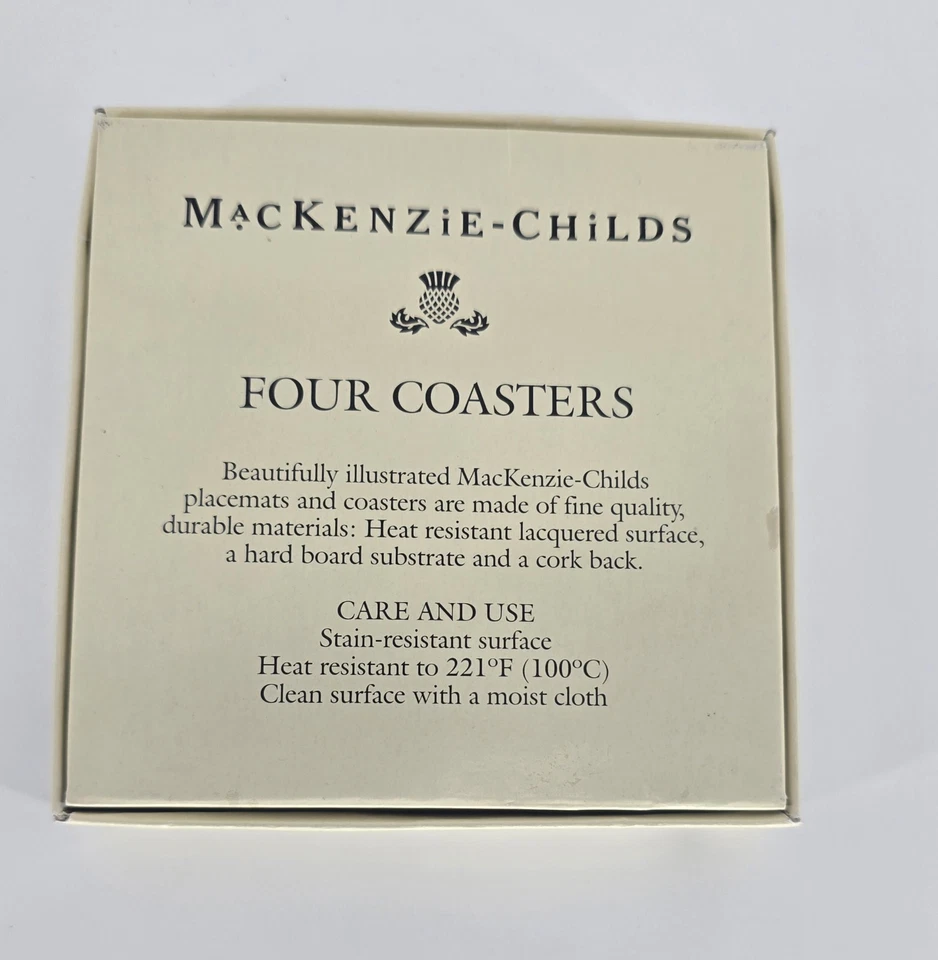 MacKENZiE-CHiLDS
FOUR COASTERS
Beautifully illustrated MacKenzie-Childs
placemats and coasters are made of fine quality,
durable materials: Heat resistant lacquered surface,
a hard board substrate and a cork back.
CARE AND USE
Stain-resistant surface
Heat resistant to 221ºF (100ºC)
Clean surface with a moist cloth